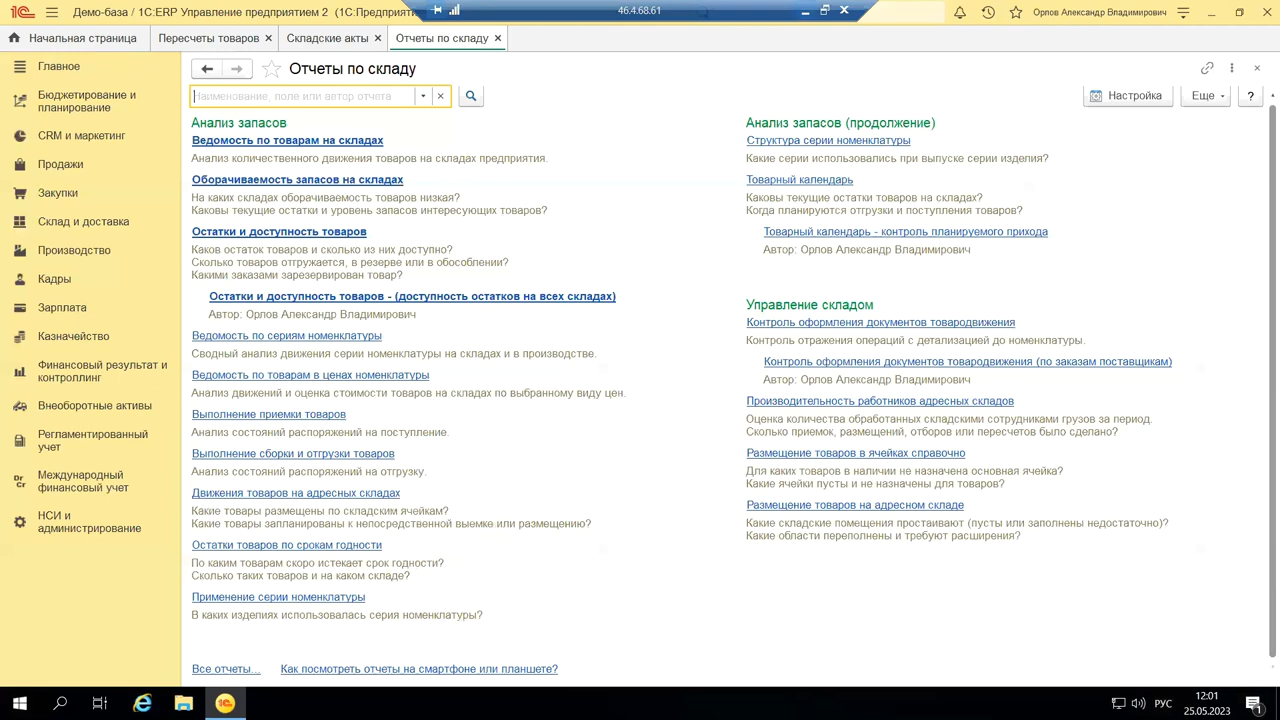 Демо-база / 1С:ERP Управление предприятием 2 (1С:Предприяти
46.4.68.61
Орлов Александр Владимирович
Начальная страница
Пересчеты товаров
Складские акты
Отчеты по складу
Главное
Бюджетирование и
планирование
CRM и маркетинг
Продажи
Закупки
Склад и доставка
Производство
Кадры
Зарплата
Казначейство
Финансовый результат и
контроллинг
Внеоборотные активы
Регламентированный
учет
Международный
финансовый учет
НСИ и
администрирование
Отчеты по складу
Наименование, поле или автор отчета
Настройка
Еще
?
Анализ запасов
Ведомость по товарам на складах
Анализ количественного движения товаров на складах предприятия.
Оборачиваемость запасов на складах
На каких складах оборачиваемость товаров низкая?
Каковы текущие остатки и уровень запасов интересующих товаров?
Остатки и доступность товаров
Каков остаток товаров и сколько из них доступно?
Сколько товаров отгружается, в резерве или в обособлении?
Какими заказами зарезервирован товар?
Остатки и доступность товаров - (доступность остатков на всех складах)
Автор: Орлов Александр Владимирович
Ведомость по сериям номенклатуры
Сводный анализ движения серии номенклатуры на складах и в производстве.
Ведомость по товарам в ценах номенклатуры
Анализ движений и оценка стоимости товаров на складах по выбранному виду цен.
Выполнение приемки товаров
Анализ состояний распоряжений на поступление.
Выполнение сборки и отгрузки товаров
Анализ состояний распоряжений на отгрузку.
Движения товаров на адресных складах
Какие товары размещены по складским ячейкам?
Какие товары запланированы к непосредственной выемке или размещению?
Остатки товаров по срокам годности
По каким товарам скоро истекает срок годности?
Сколько таких товаров и на каком складе?
Применение серии номенклатуры
В каких изделиях использовалась серия номенклатуры?
Анализ запасов (продолжение)
Структура серии номенклатуры
Какие серии использовались при выпуске серии изделия?
Товарный календарь
Каковы текущие остатки товаров на складах?
Когда планируются отгрузки и поступления товаров?
Товарный календарь - контроль планируемого прихода
Автор: Орлов Александр Владимирович
Управление складом
Контроль оформления документов товародвижения
Контроль отражения операций с детализацией до номенклатуры.
Контроль оформления документов товародвижения (по заказам поставщикам)
Автор: Орлов Александр Владимирович
Производительность работников адресных складов
Оценка количества обработанных складскими сотрудниками грузов за период.
Сколько приемок, размещений, отборов или пересчетов было сделано?
Размещение товаров в ячейках справочно
Для каких товаров в наличии не назначена основная ячейка?
Какие ячейки пусты и не назначены для товаров?
Размещение товаров на адресном складе
Какие складские помещения простаивают (пусты или заполнены недостаточно)?
Какие области переполнены и требуют расширения?
Все отчеты...
Как посмотреть отчеты на смартфоне или планшете?
РУС
12:01
25.05.2023
1